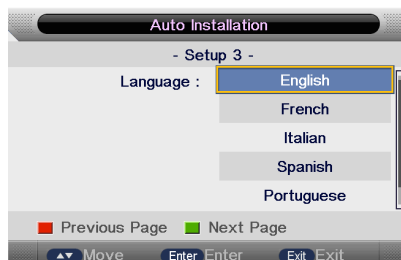 Auto Installation
- Setup 3 -
Language : English
French
Italian
Spanish
Portuguese
Previous Page Next Page
▲▼ Move Enter Enter Exit Exit